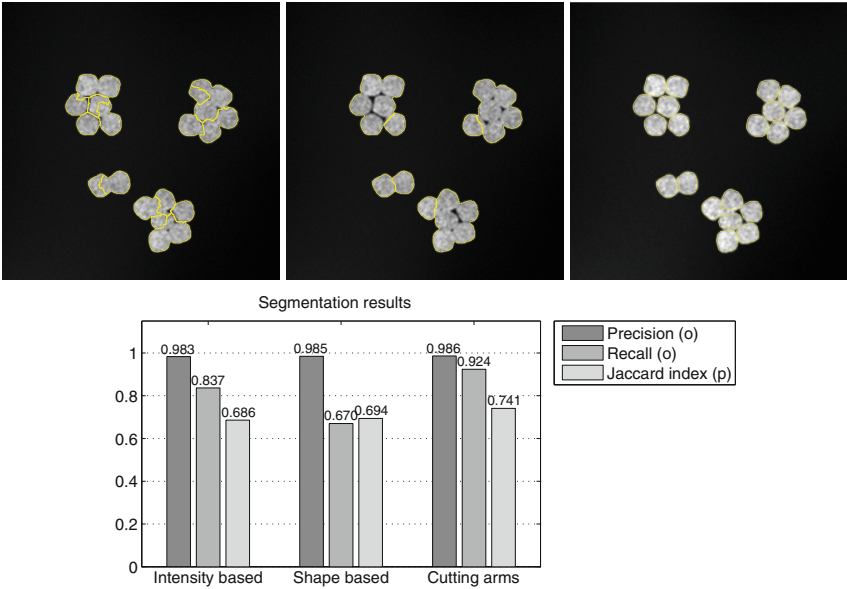 Segmentation results
Precision (o)
Recall (o)
Jaccard index (p)
1
0.8
0.6
0.4
0.2
0
0.983
0.837
0.686
0.985
0.670
0.694
0.986
0.924
0.741
Intensity based
Shape based
Cutting arms